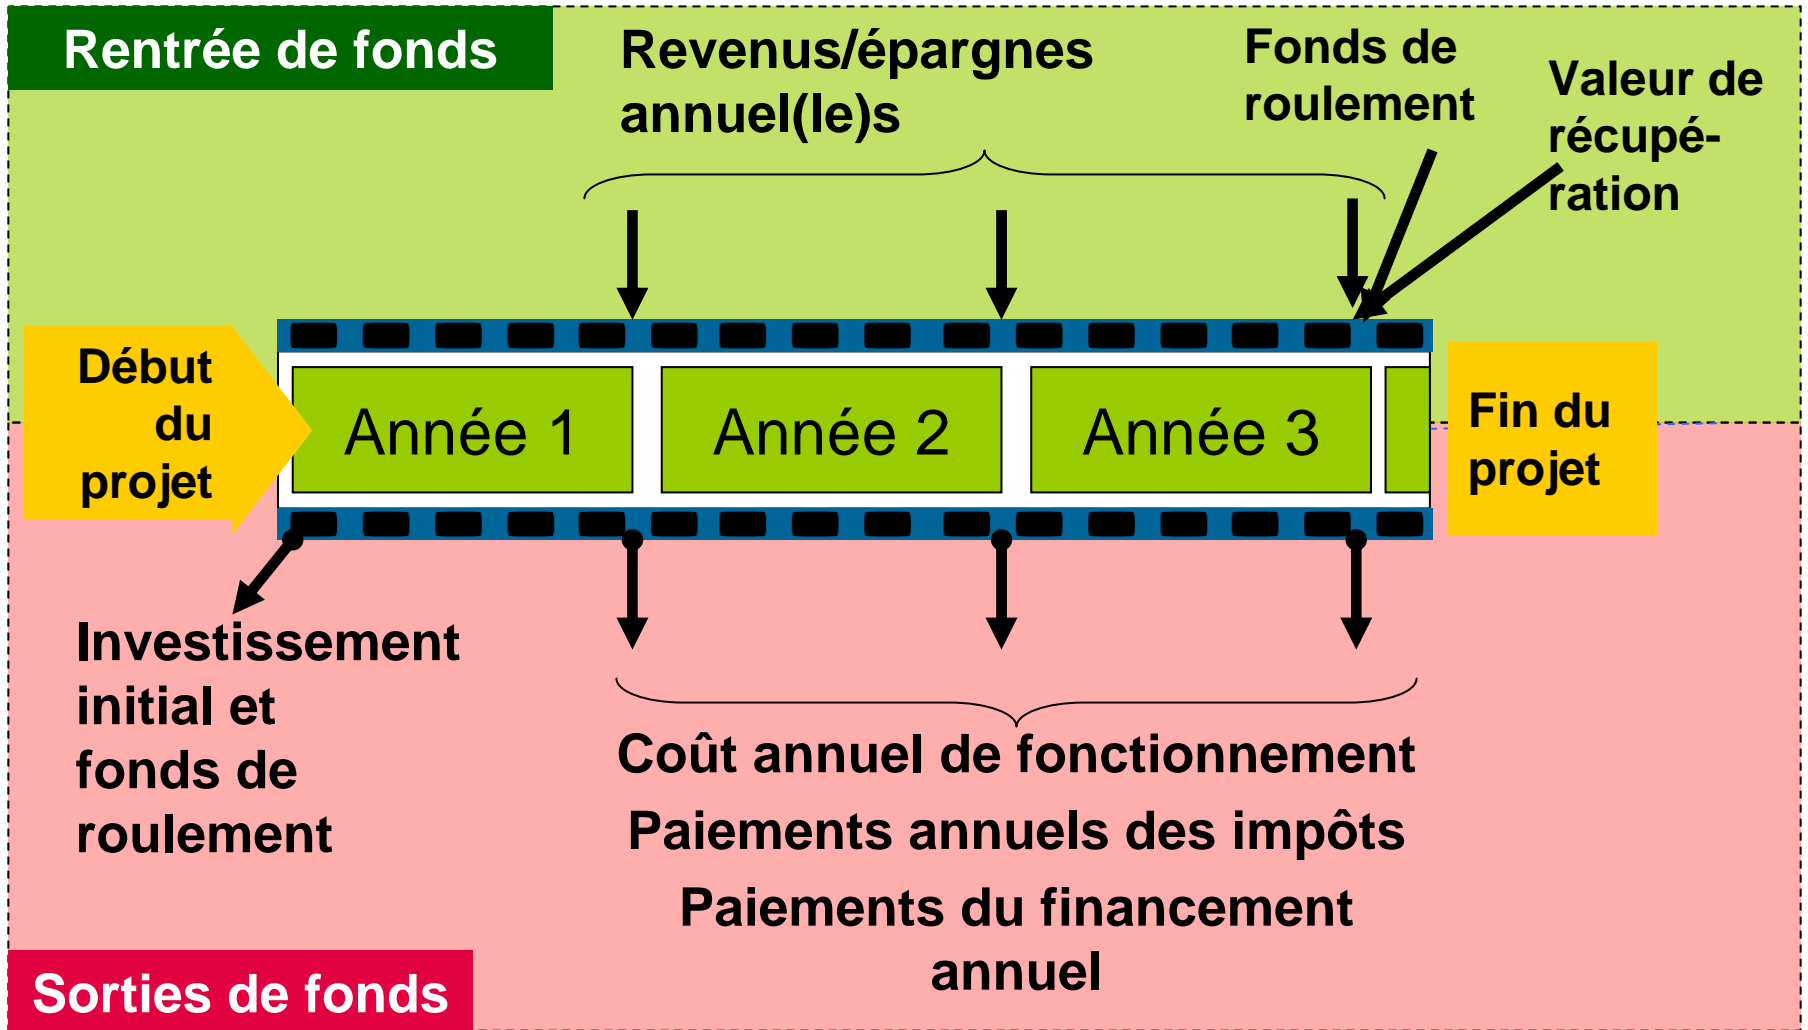 Rentrée de fonds
Revenus/épargnes
annuel(le)s
Fonds de
roulement
Valeur de
récupé-
ration
Début
du
projet
Année 1
Année 2
Année 3
Fin du
projet
Investissement
initial et
fonds de
roulement
Coût annuel de fonctionnement
Paiements annuels des impôts
Paiements du financement
annuel
Sorties de fonds